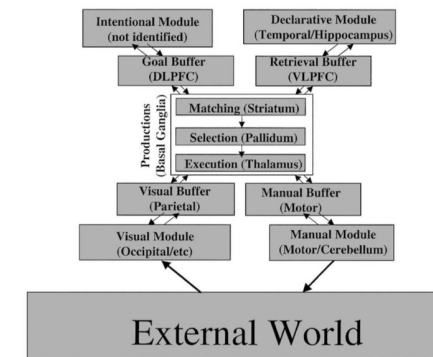 Intentional Module
(not identified)
Declarative Module
(Temporal/Hippocampus)
Goal Buffer
(DLPFC)
Retrieval Buffer
(VLPFC)
Productions
(Basal Ganglia)
Matching (Striatum)
Selection (Pallidum)
Execution (Thalamus)
Visual Buffer
(Parietal)
Manual Buffer
(Motor)
Visual Module
(Occipital/etc)
Manual Module
(Motor/Cerebellum)
External World